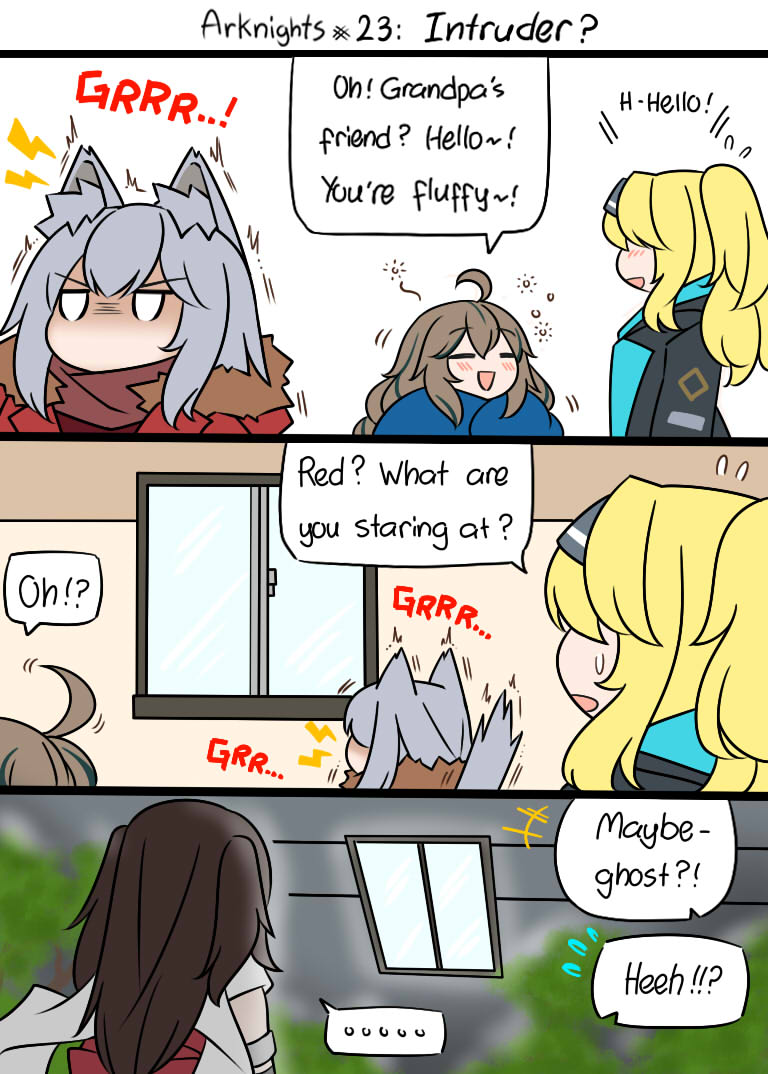 Arknights #23: Intruder?
GRRR..!
Oh! Grandpa's
friend? Hello~!
You're fluffy~!
H-Hello!
Red? What are
you staring at?
Oh!?
GRRR...
GRR...
Maybe-
ghost?!
Heeh!!?
.....